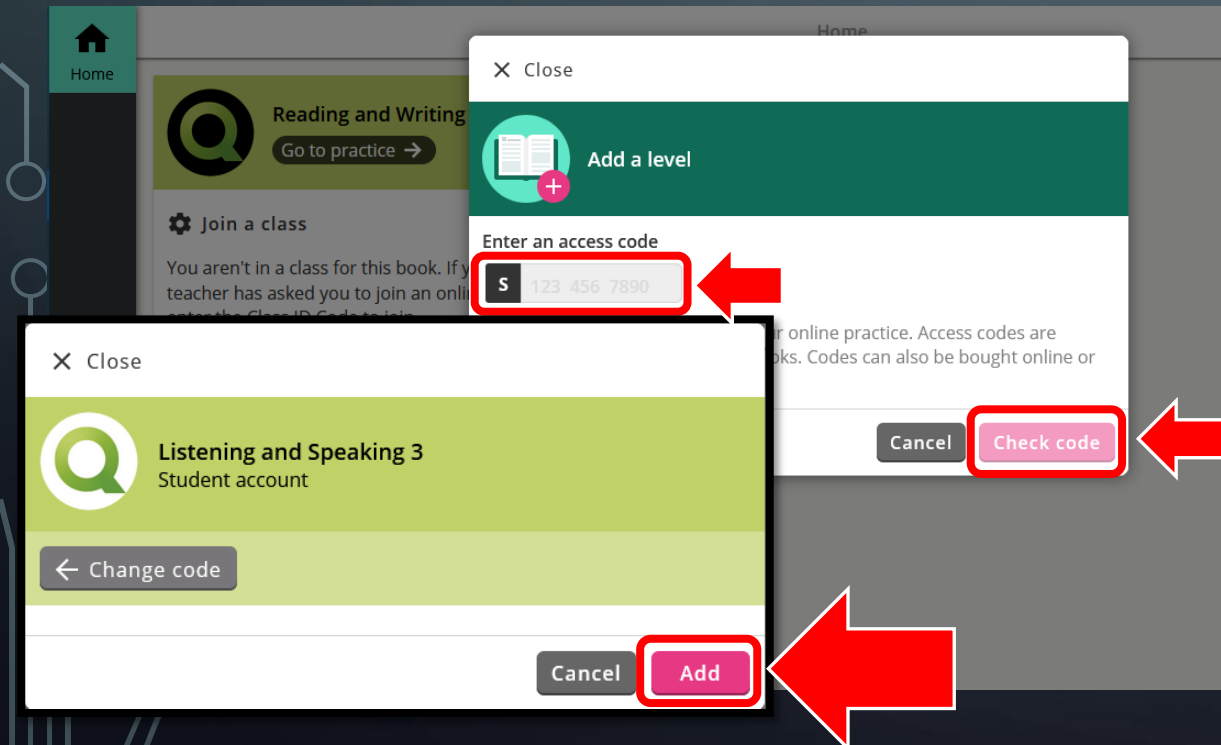 Home
Home
Reading and Writing
Go to practice →
Join a class
You aren't in a class for this book. If y
teacher has asked you to join an onli
× Close
Add a level
Enter an access code
S 123 456 7890
r online practice. Access codes are
oks. Codes can also be bought online or
Cancel
Check code
× Close
Listening and Speaking 3
Student account
← Change code
Cancel
Add